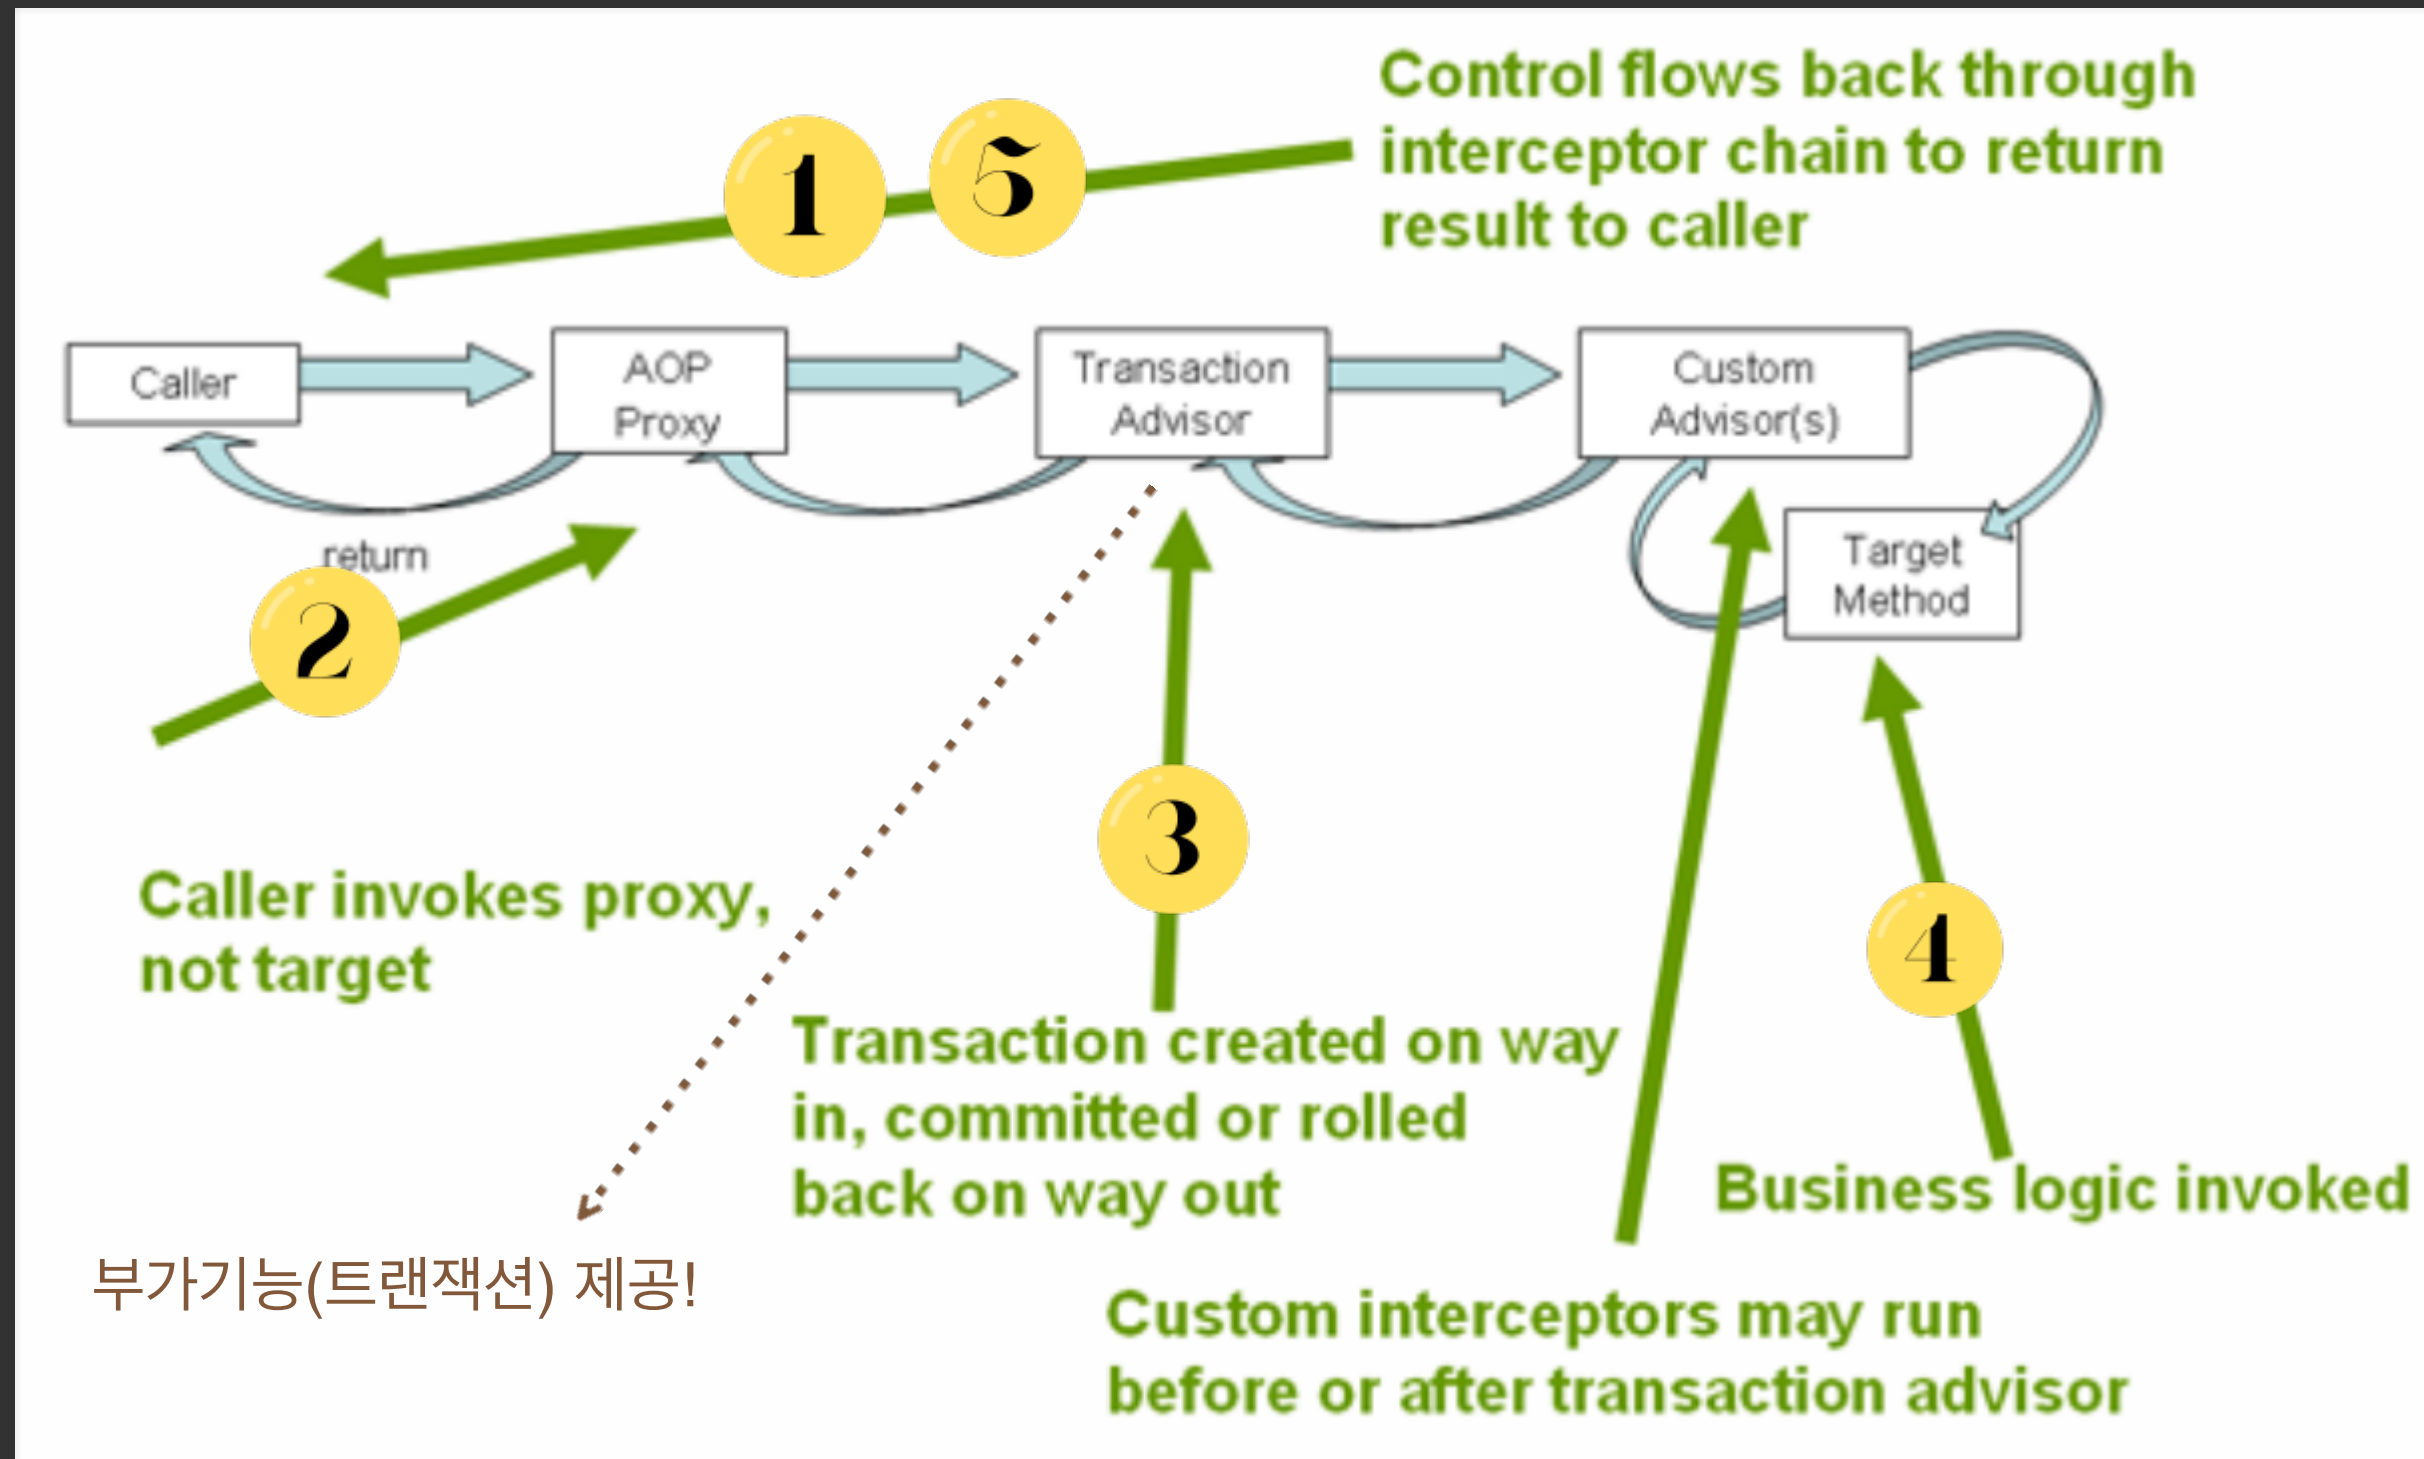 Control flows back through
interceptor chain to return
result to caller
1
5
Caller
AOP
Proxy
Transaction
Advisor
Custom
Advisor(s)
return
Target
Method
2
3
4
Caller invokes proxy,
not target
Transaction created on way
in, committed or rolled
back on way out
Business logic invoked
부가기능(트랜잭션) 제공!
Custom interceptors may run
before or after transaction advisor